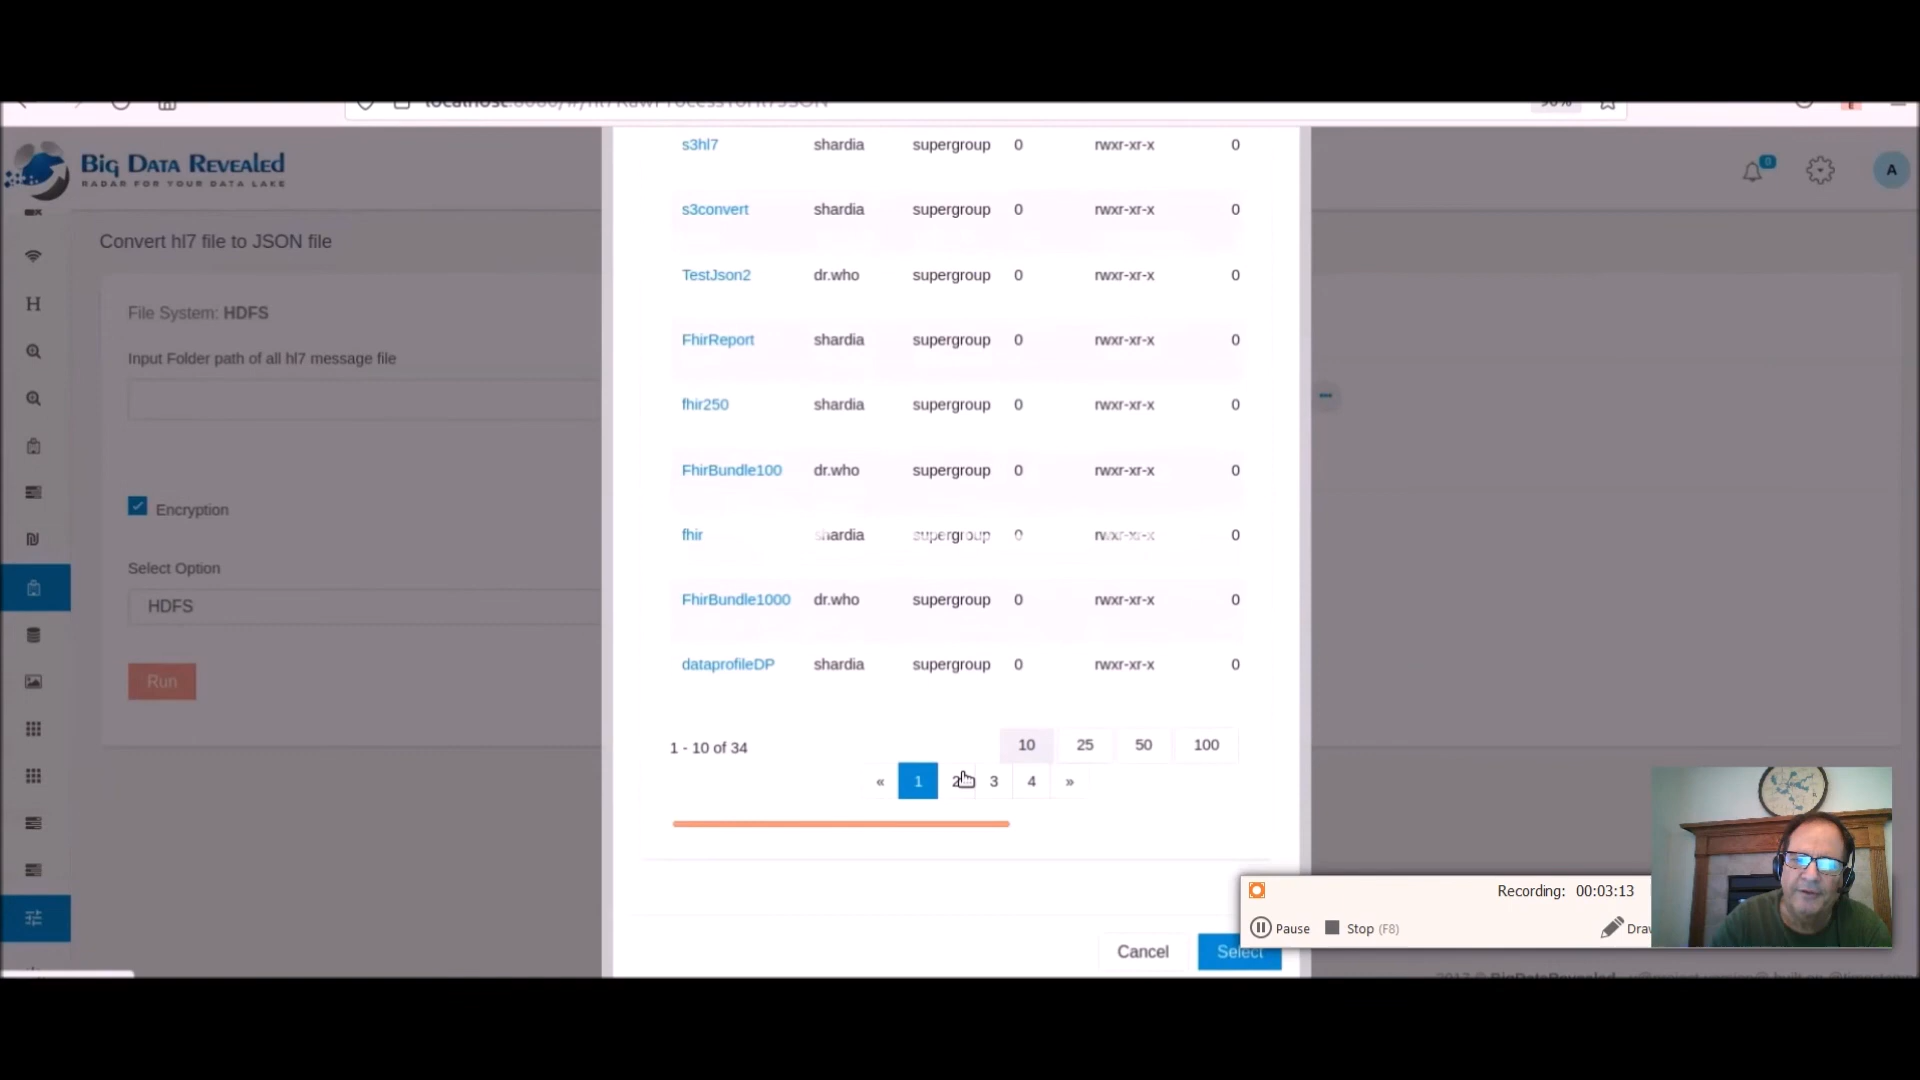 Big Data Revealed
RADAR FOR YOUR DATA LAKE
0
A
Convert hl7 file to JSON file
File System: HDFS
Input Folder path of all hl7 message file
Encryption
Select Option
HDFS
Run
s3hl7 shardia supergroup 0 rwxr-xr-x 0
s3convert shardia supergroup 0 rwxr-xr-x 0
TestJson2 dr.who supergroup 0 rwxr-xr-x 0
FhirReport shardia supergroup 0 rwxr-xr-x 0
fhir250 shardia supergroup 0 rwxr-xr-x 0
FhirBundle100 dr.who supergroup 0 rwxr-xr-x 0
fhir shardia supergroup 0 rwxr-xr-x 0
FhirBundle1000 dr.who supergroup 0 rwxr-xr-x 0
dataprofileDP shardia supergroup 0 rwxr-xr-x 0
1 - 10 of 34 10 25 50 100
« 1 2 3 4 »
Cancel Select
Recording: 00:03:13
Pause Stop (F8) Draw